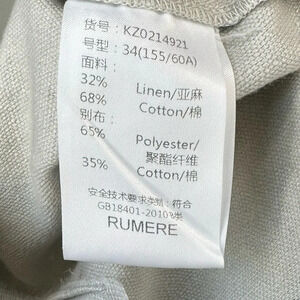 货号: KZ0214921
号型: 34(155/60A)
面料:
32% Linen/亚麻
68% Cotton/棉
别布:
65% Polyester/
聚酯纤维
35% Cotton/棉
安全技术要求类别: 符合
GB18401-2010B类
RUMERE